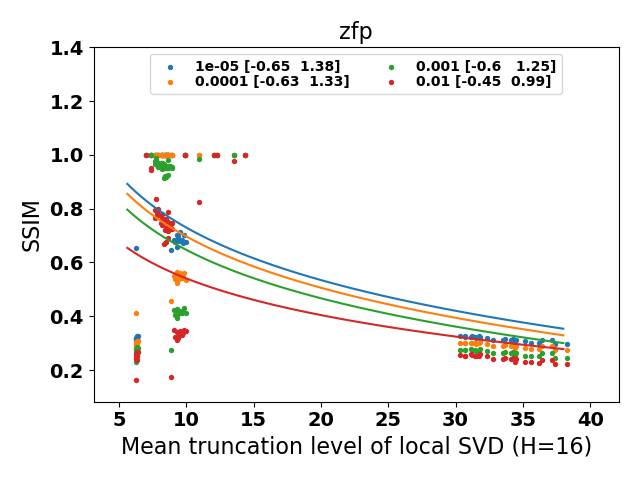 zfp
1e-05 [-0.65  1.38]
0.0001 [-0.63  1.33]
0.001 [-0.6   1.25]
0.01 [-0.45  0.99]
1.4
1.2
1.0
0.8
0.6
0.4
0.2
SSIM
5 10 15 20 25 30 35 40
Mean truncation level of local SVD (H=16)